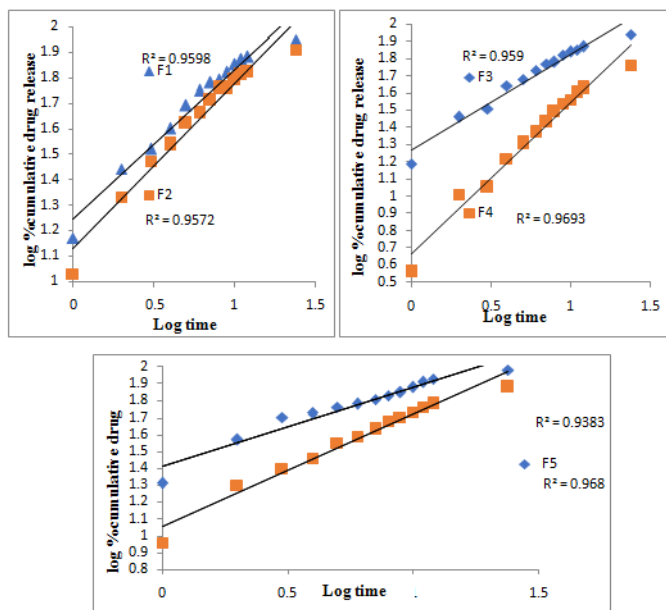 log %cumulative drug release
2
1.9
1.8
1.7
1.6
1.5
1.4
1.3
1.2
1.1
1
R² = 0.9598
F1
F2
R² = 0.9572
0 0.5 1 1.5
Log time
log %cumulative drug release
2
1.9
1.8
1.7
1.6
1.5
1.4
1.3
1.2
1.1
1
0.9
0.8
0.7
0.6
0.5
R² = 0.959
F3
F4
R² = 0.9693
0 0.5 1 1.5
Log time
log %cumulative drug
2
1.9
1.8
1.7
1.6
1.5
1.4
1.3
1.2
1.1
1
0.9
0.8
R² = 0.9383
F5
R² = 0.968
0 0.5 1 1.5
Log time